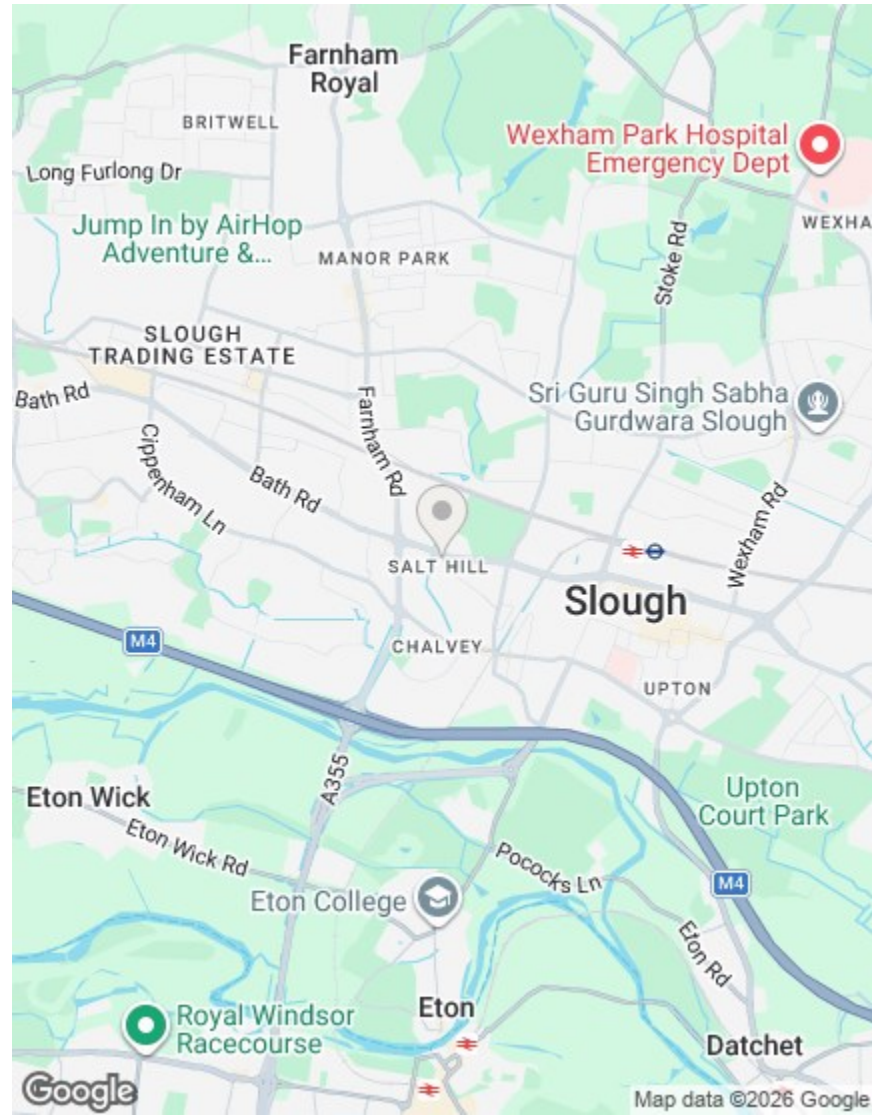 Farnham
Royal
BRITWELL
Wexham Park Hospital
Emergency Dept
Long Furlong Dr
WEXHA
Jump In by AirHop
Adventure &...
MANOR PARK
Stoke Rd
SLOUGH
TRADING ESTATE
Bath Rd
Farnham Rd
Sri Guru Singh Sabha
Gurdwara Slough
Cippenham Ln
Bath Rd
Wexham Rd
SALT HILL
Slough
M4
CHALVEY
UPTON
A355
Eton Wick
Upton
Court Park
Eton Wick Rd
Pococks Ln
M4
Eton College
Eton Rd
Eton
Royal Windsor
Racecourse
Datchet
Google
Map data ©2026 Google